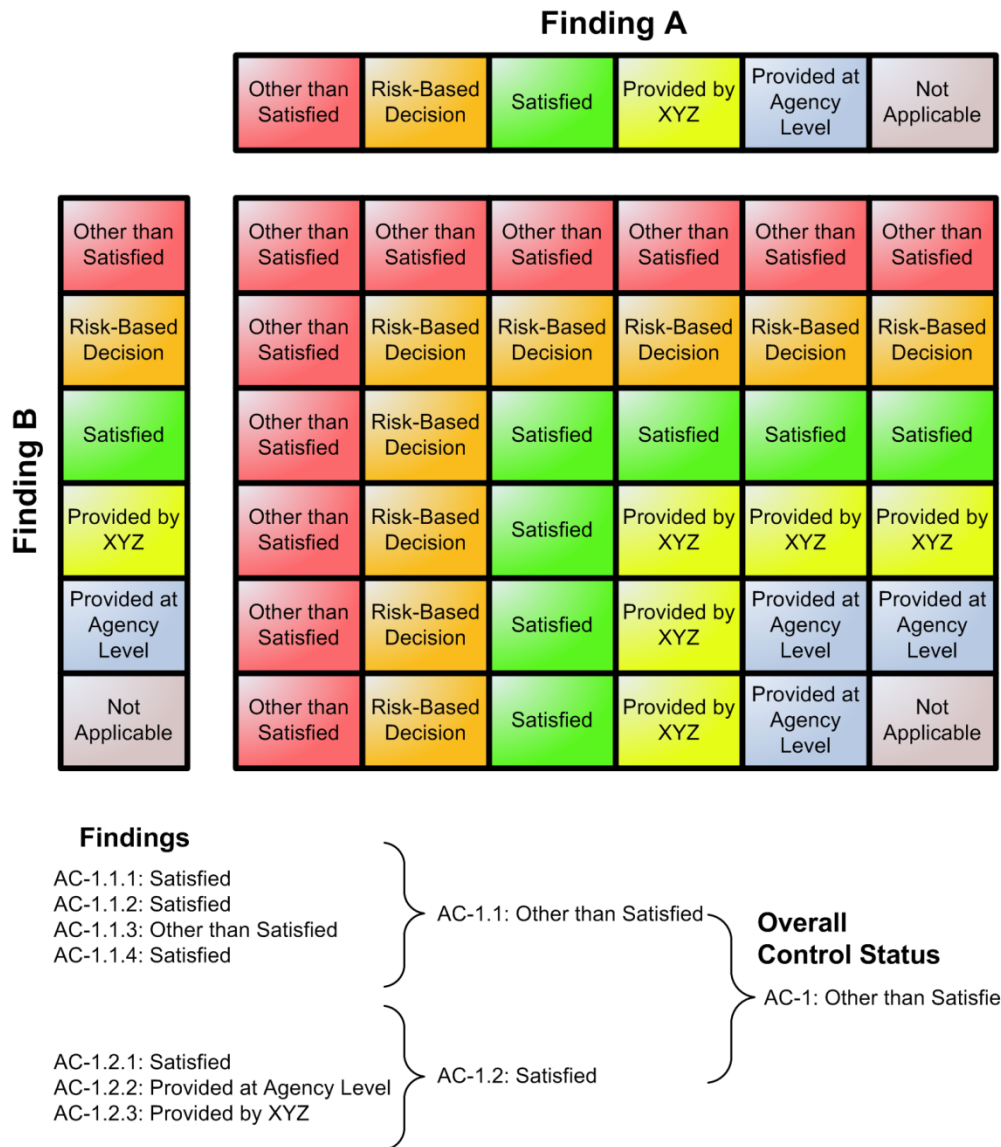 Finding A
Other than
Satisfied
Risk-Based
Decision
Satisfied
Provided by
XYZ
Provided at
Agency
Level
Not
Applicable
Finding B
Other than
Satisfied
Other than
Satisfied
Other than
Satisfied
Other than
Satisfied
Other than
Satisfied
Other than
Satisfied
Other than
Satisfied
Risk-Based
Decision
Other than
Satisfied
Risk-Based
Decision
Risk-Based
Decision
Risk-Based
Decision
Risk-Based
Decision
Risk-Based
Decision
Satisfied
Other than
Satisfied
Risk-Based
Decision
Satisfied
Satisfied
Satisfied
Satisfied
Provided by
XYZ
Other than
Satisfied
Risk-Based
Decision
Satisfied
Provided by
XYZ
Provided by
XYZ
Provided by
XYZ
Provided at
Agency
Level
Other than
Satisfied
Risk-Based
Decision
Satisfied
Provided by
XYZ
Provided at
Agency
Level
Provided at
Agency
Level
Not
Applicable
Other than
Satisfied
Risk-Based
Decision
Satisfied
Provided by
XYZ
Provided at
Agency
Level
Not
Applicable
Findings
AC-1.1.1: Satisfied
AC-1.1.2: Satisfied
AC-1.1.3: Other than Satisfied
AC-1.1.4: Satisfied
AC-1.1: Other than Satisfied
AC-1.2.1: Satisfied
AC-1.2.2: Provided at Agency Level
AC-1.2.3: Provided by XYZ
AC-1.2: Satisfied
Overall
Control Status
AC-1: Other than Satisfie